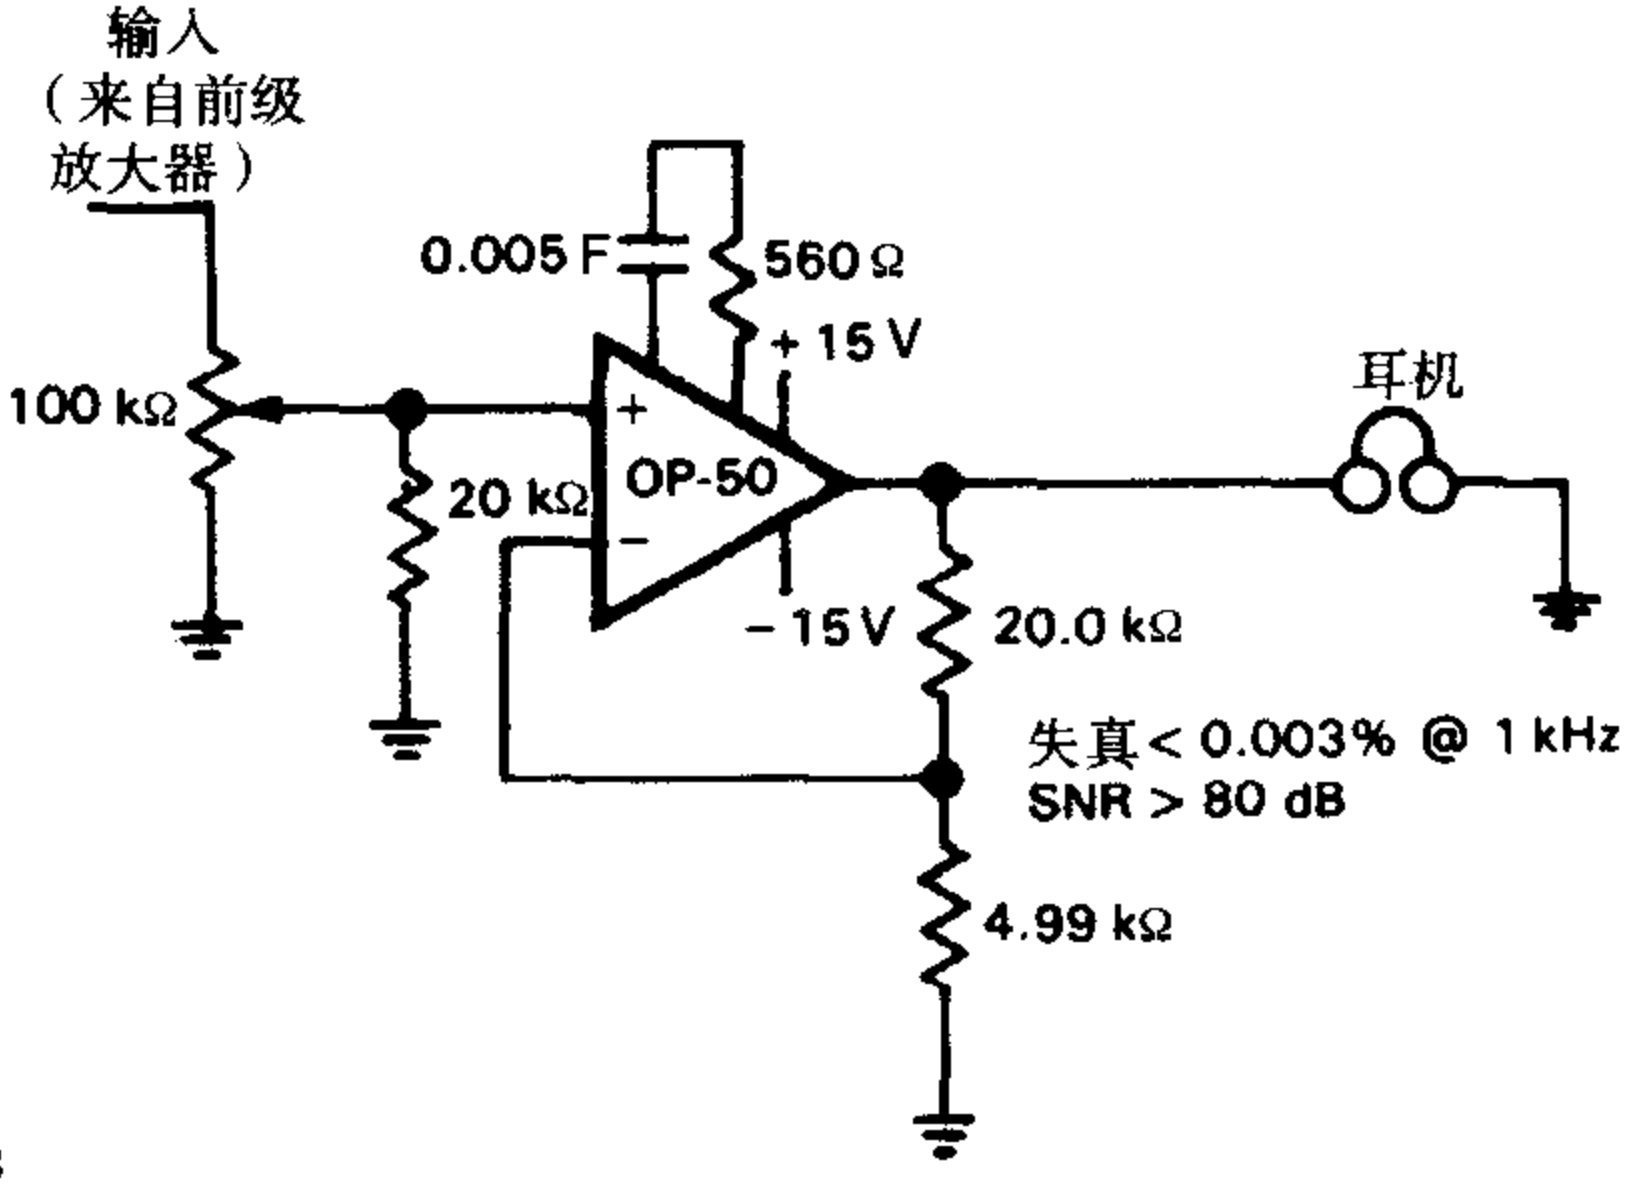 输入
（来自前级
放大器）
0.005 F
560 Ω
+ 15 V
100 kΩ
+
OP-50
20 kΩ
−
− 15 V
耳机
20.0 kΩ
失真 < 0.003% @ 1 kHz
SNR > 80 dB
4.99 kΩ